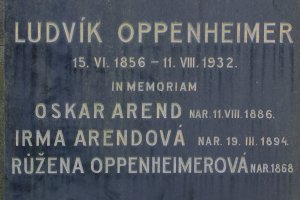 LUDVÍK OPPENHEIMER
15. VI. 1856 – 11. VIII. 1932.
IN MEMORIAM
OSKAR AREND NAR. 11. VIII. 1886.
IRMA ARENDOVÁ NAR. 19. III. 1894.
RŮŽENA OPPENHEIMEROVÁ NAR. 1868